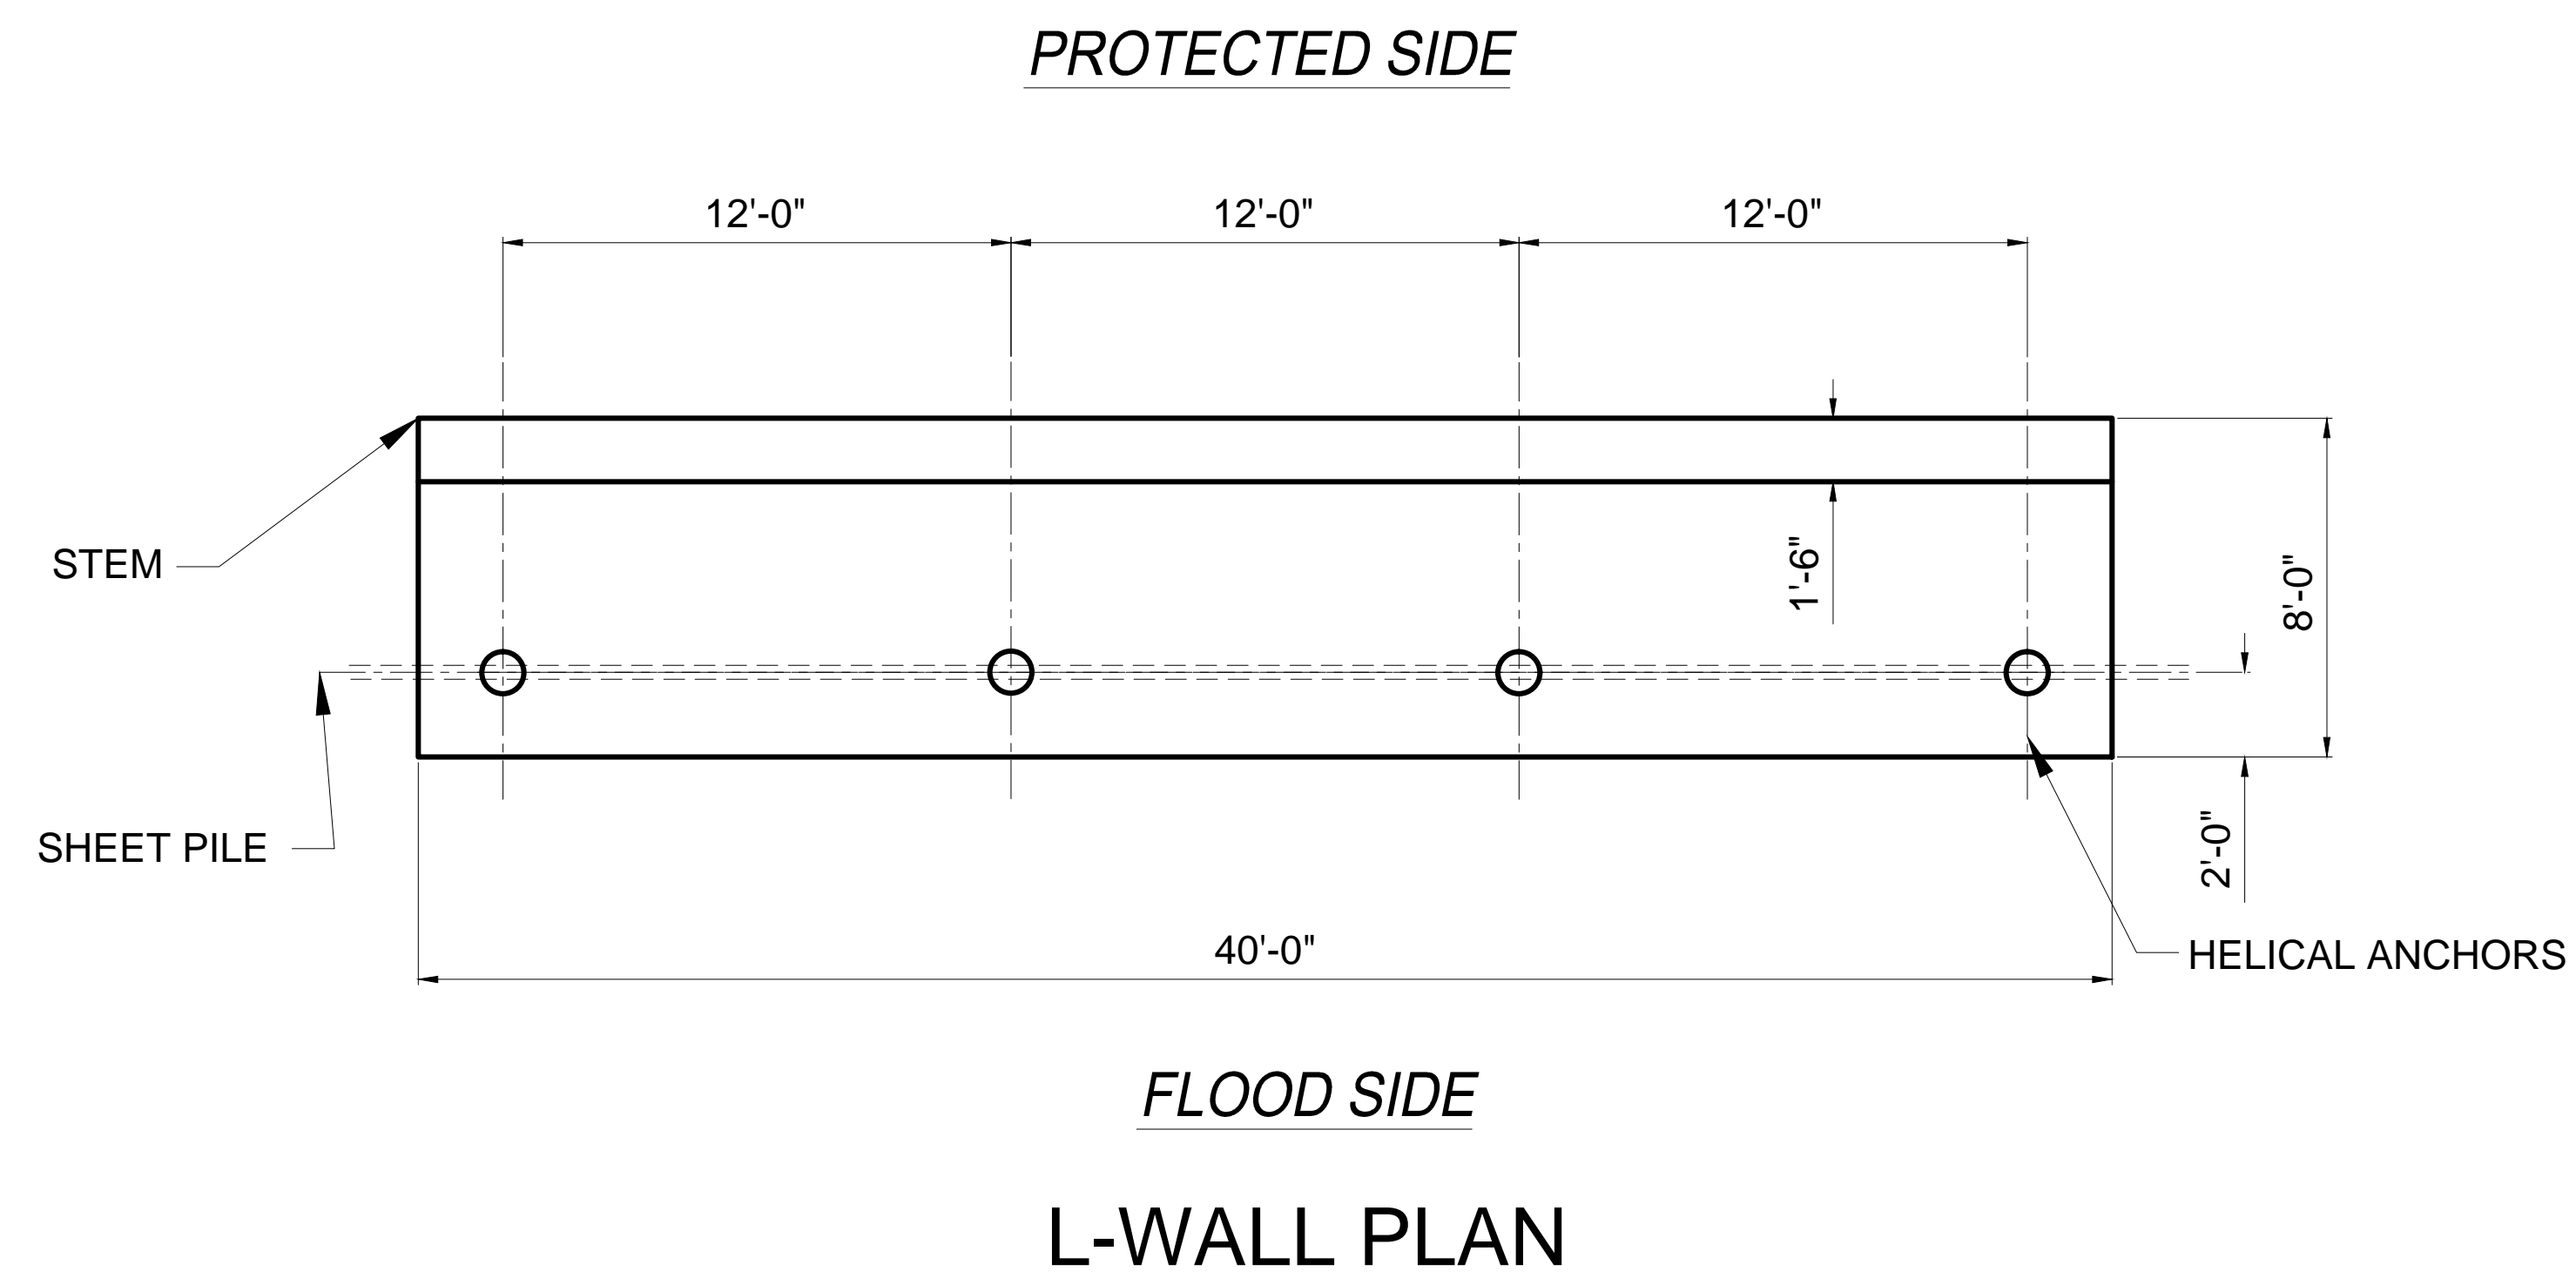 PROTECTED SIDE
12'-0"
12'-0"
12'-0"
STEM
1'-6"
8'-0"
SHEET PILE
2'-0"
40'-0"
HELICAL ANCHORS
FLOOD SIDE
L-WALL PLAN